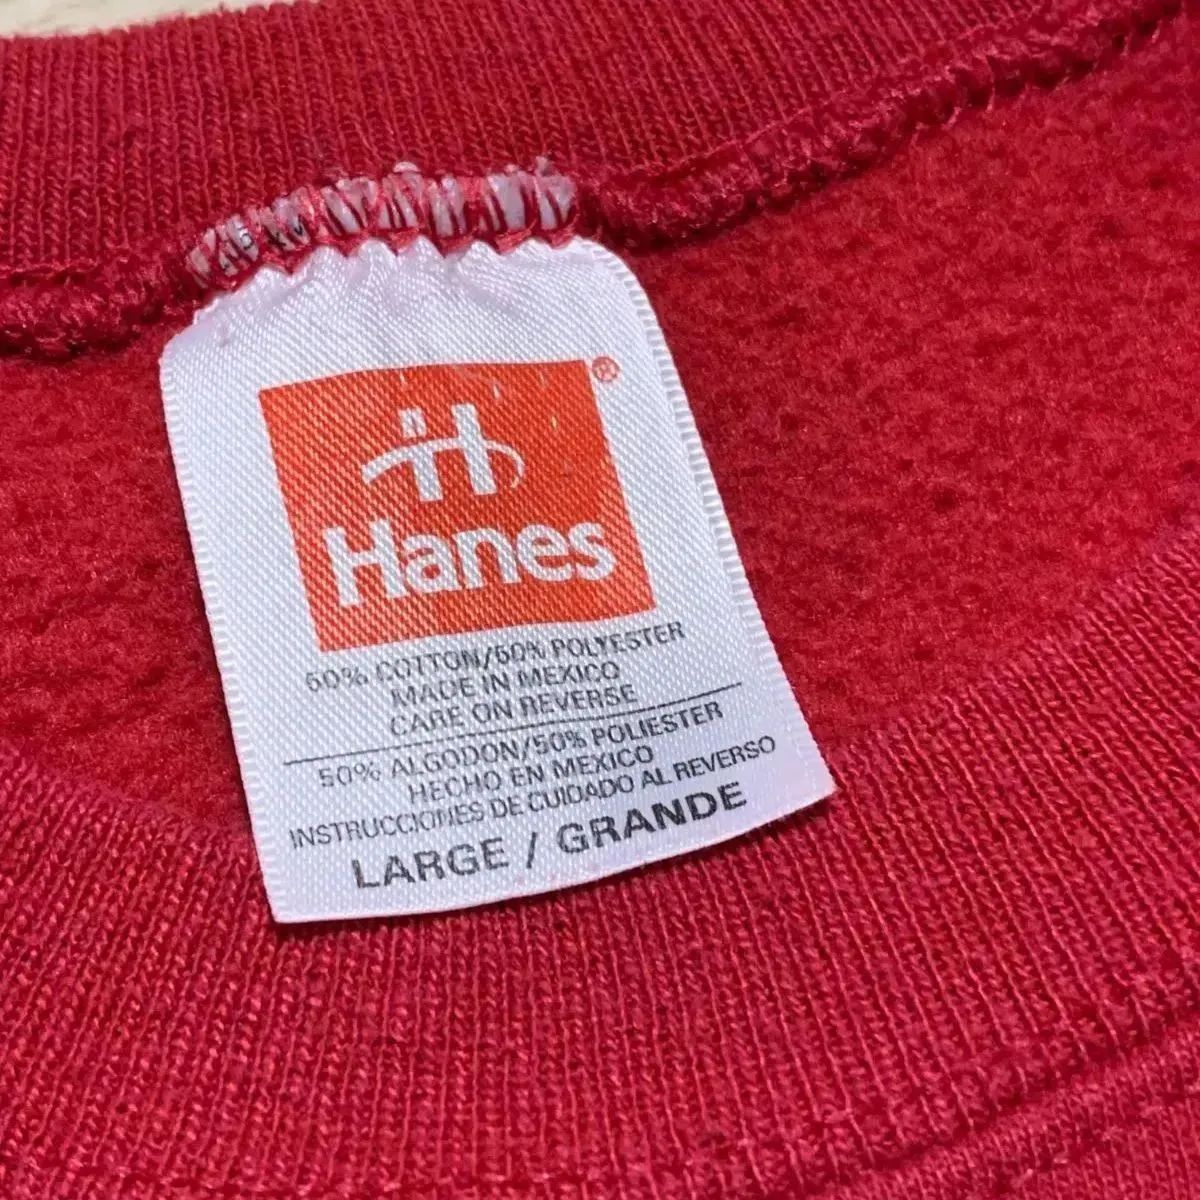 ®
Hanes
50% COTTON/50% POLYESTER
MADE IN MEXICO
CARE ON REVERSE
50% ALGODON/50% POLIESTER
HECHO EN MEXICO
INSTRUCCIONES DE CUIDADO AL REVERSO
LARGE / GRANDE